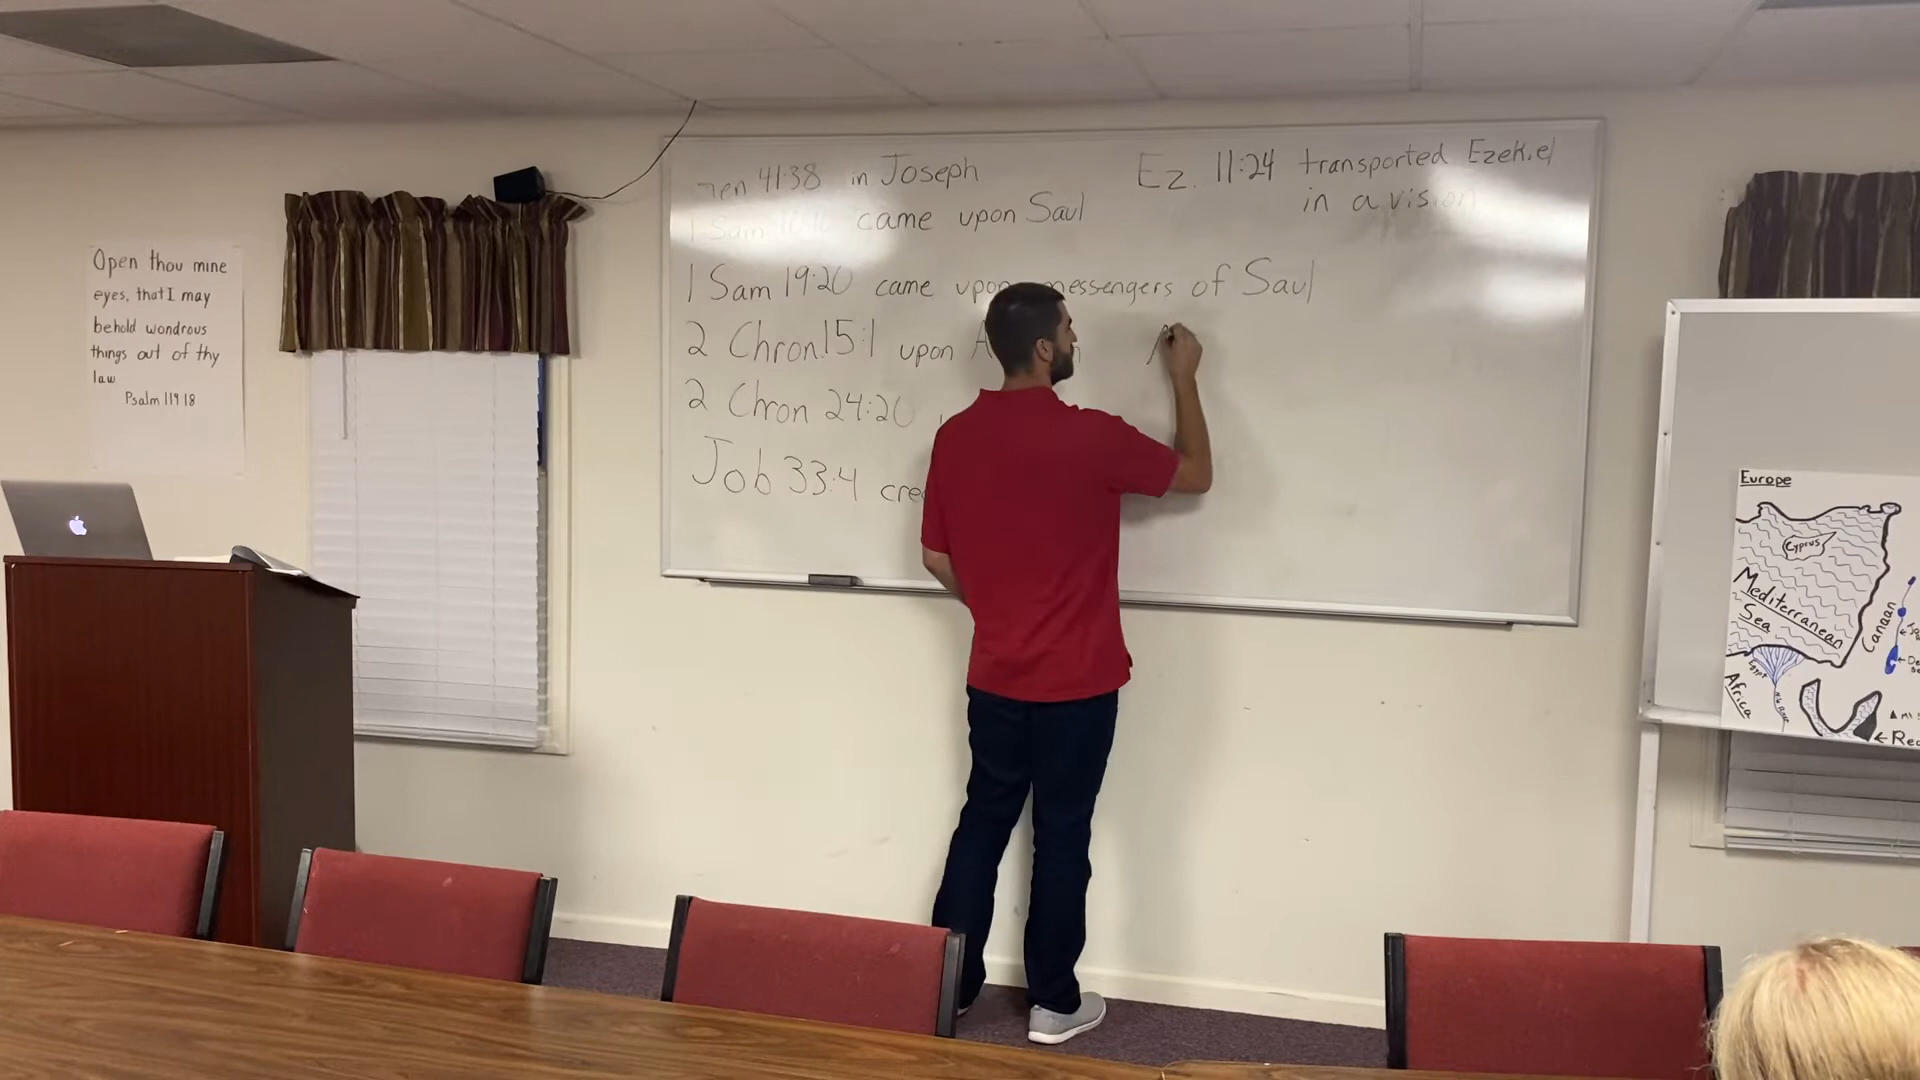 Open thou mine
eyes, that I may
behold wondrous
things out of thy
law
Psalm 119 18
41:38 in Joseph
1 Sam 10:10 came upon Saul
1 Sam 19:20 came upon messengers of Saul
2 Chron 15:1 upon
2 Chron 24:20
Job 33:4
Ez. 11:24 transported Ezekiel
in a vision
Europe
Cyprus
Mediterranean
Sea
Canaan
Egypt
Africa